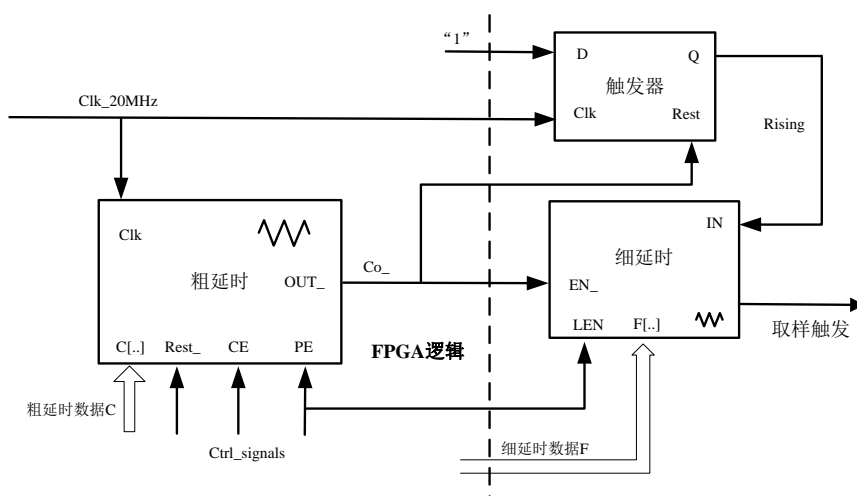 “1”
D
Q
触发器
Clk
Rest
Clk_20MHz
Rising
Clk
粗延时
OUT_
Co_
C[..]
Rest_
CE
PE
FPGA逻辑
IN
细延时
EN_
LEN
F[..]
取样触发
粗延时数据C
Ctrl_signals
细延时数据F